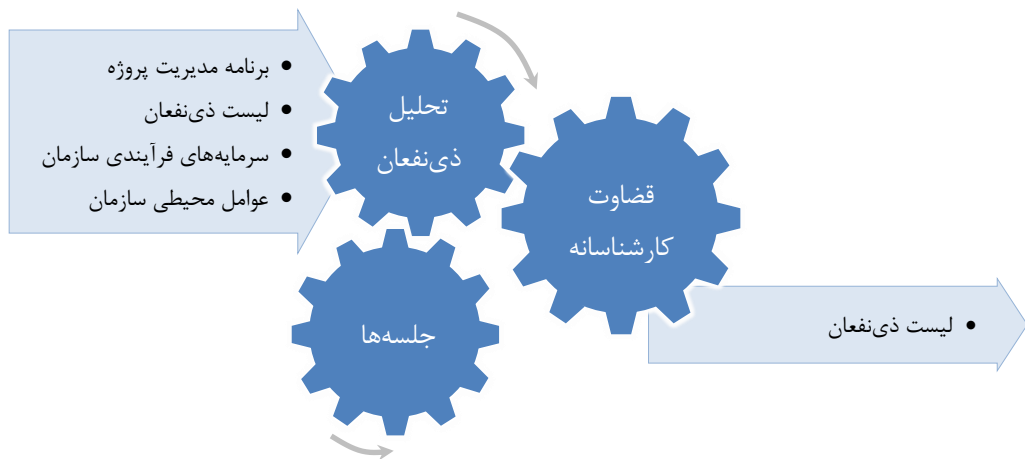 • برنامه مدیریت پروژه
• لیست ذی‌نفعان
• سرمایه‌های فرآیندی سازمان
• عوامل محیطی سازمان
تحلیل
ذی‌نفعان
قضاوت
کارشناسانه
جلسه‌ها
• لیست ذی‌نفعان